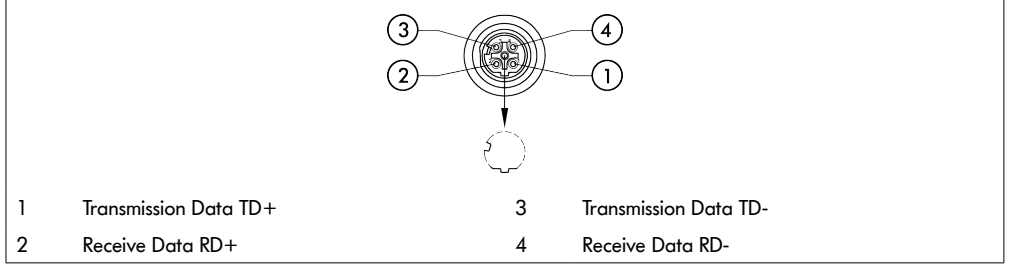 3 4
2 1
1 Transmission Data TD+ 3 Transmission Data TD-
2 Receive Data RD+ 4 Receive Data RD-